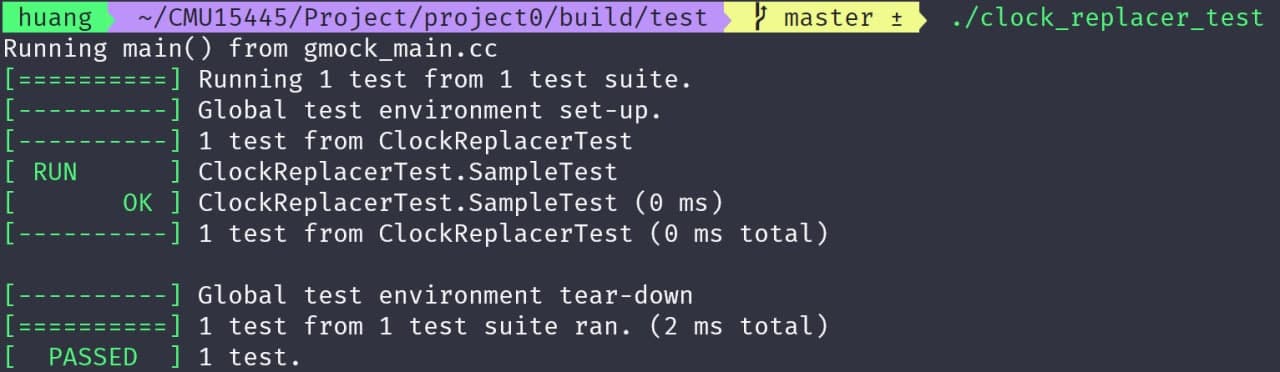 huang ~/CMU15445/Project/project0/build/test master ± ./clock_replacer_test
Running main() from gmock_main.cc
[==========] Running 1 test from 1 test suite.
[----------] Global test environment set-up.
[----------] 1 test from ClockReplacerTest
[ RUN      ] ClockReplacerTest.SampleTest
[       OK ] ClockReplacerTest.SampleTest (0 ms)
[----------] 1 test from ClockReplacerTest (0 ms total)
[----------] Global test environment tear-down
[==========] 1 test from 1 test suite ran. (2 ms total)
[  PASSED  ] 1 test.